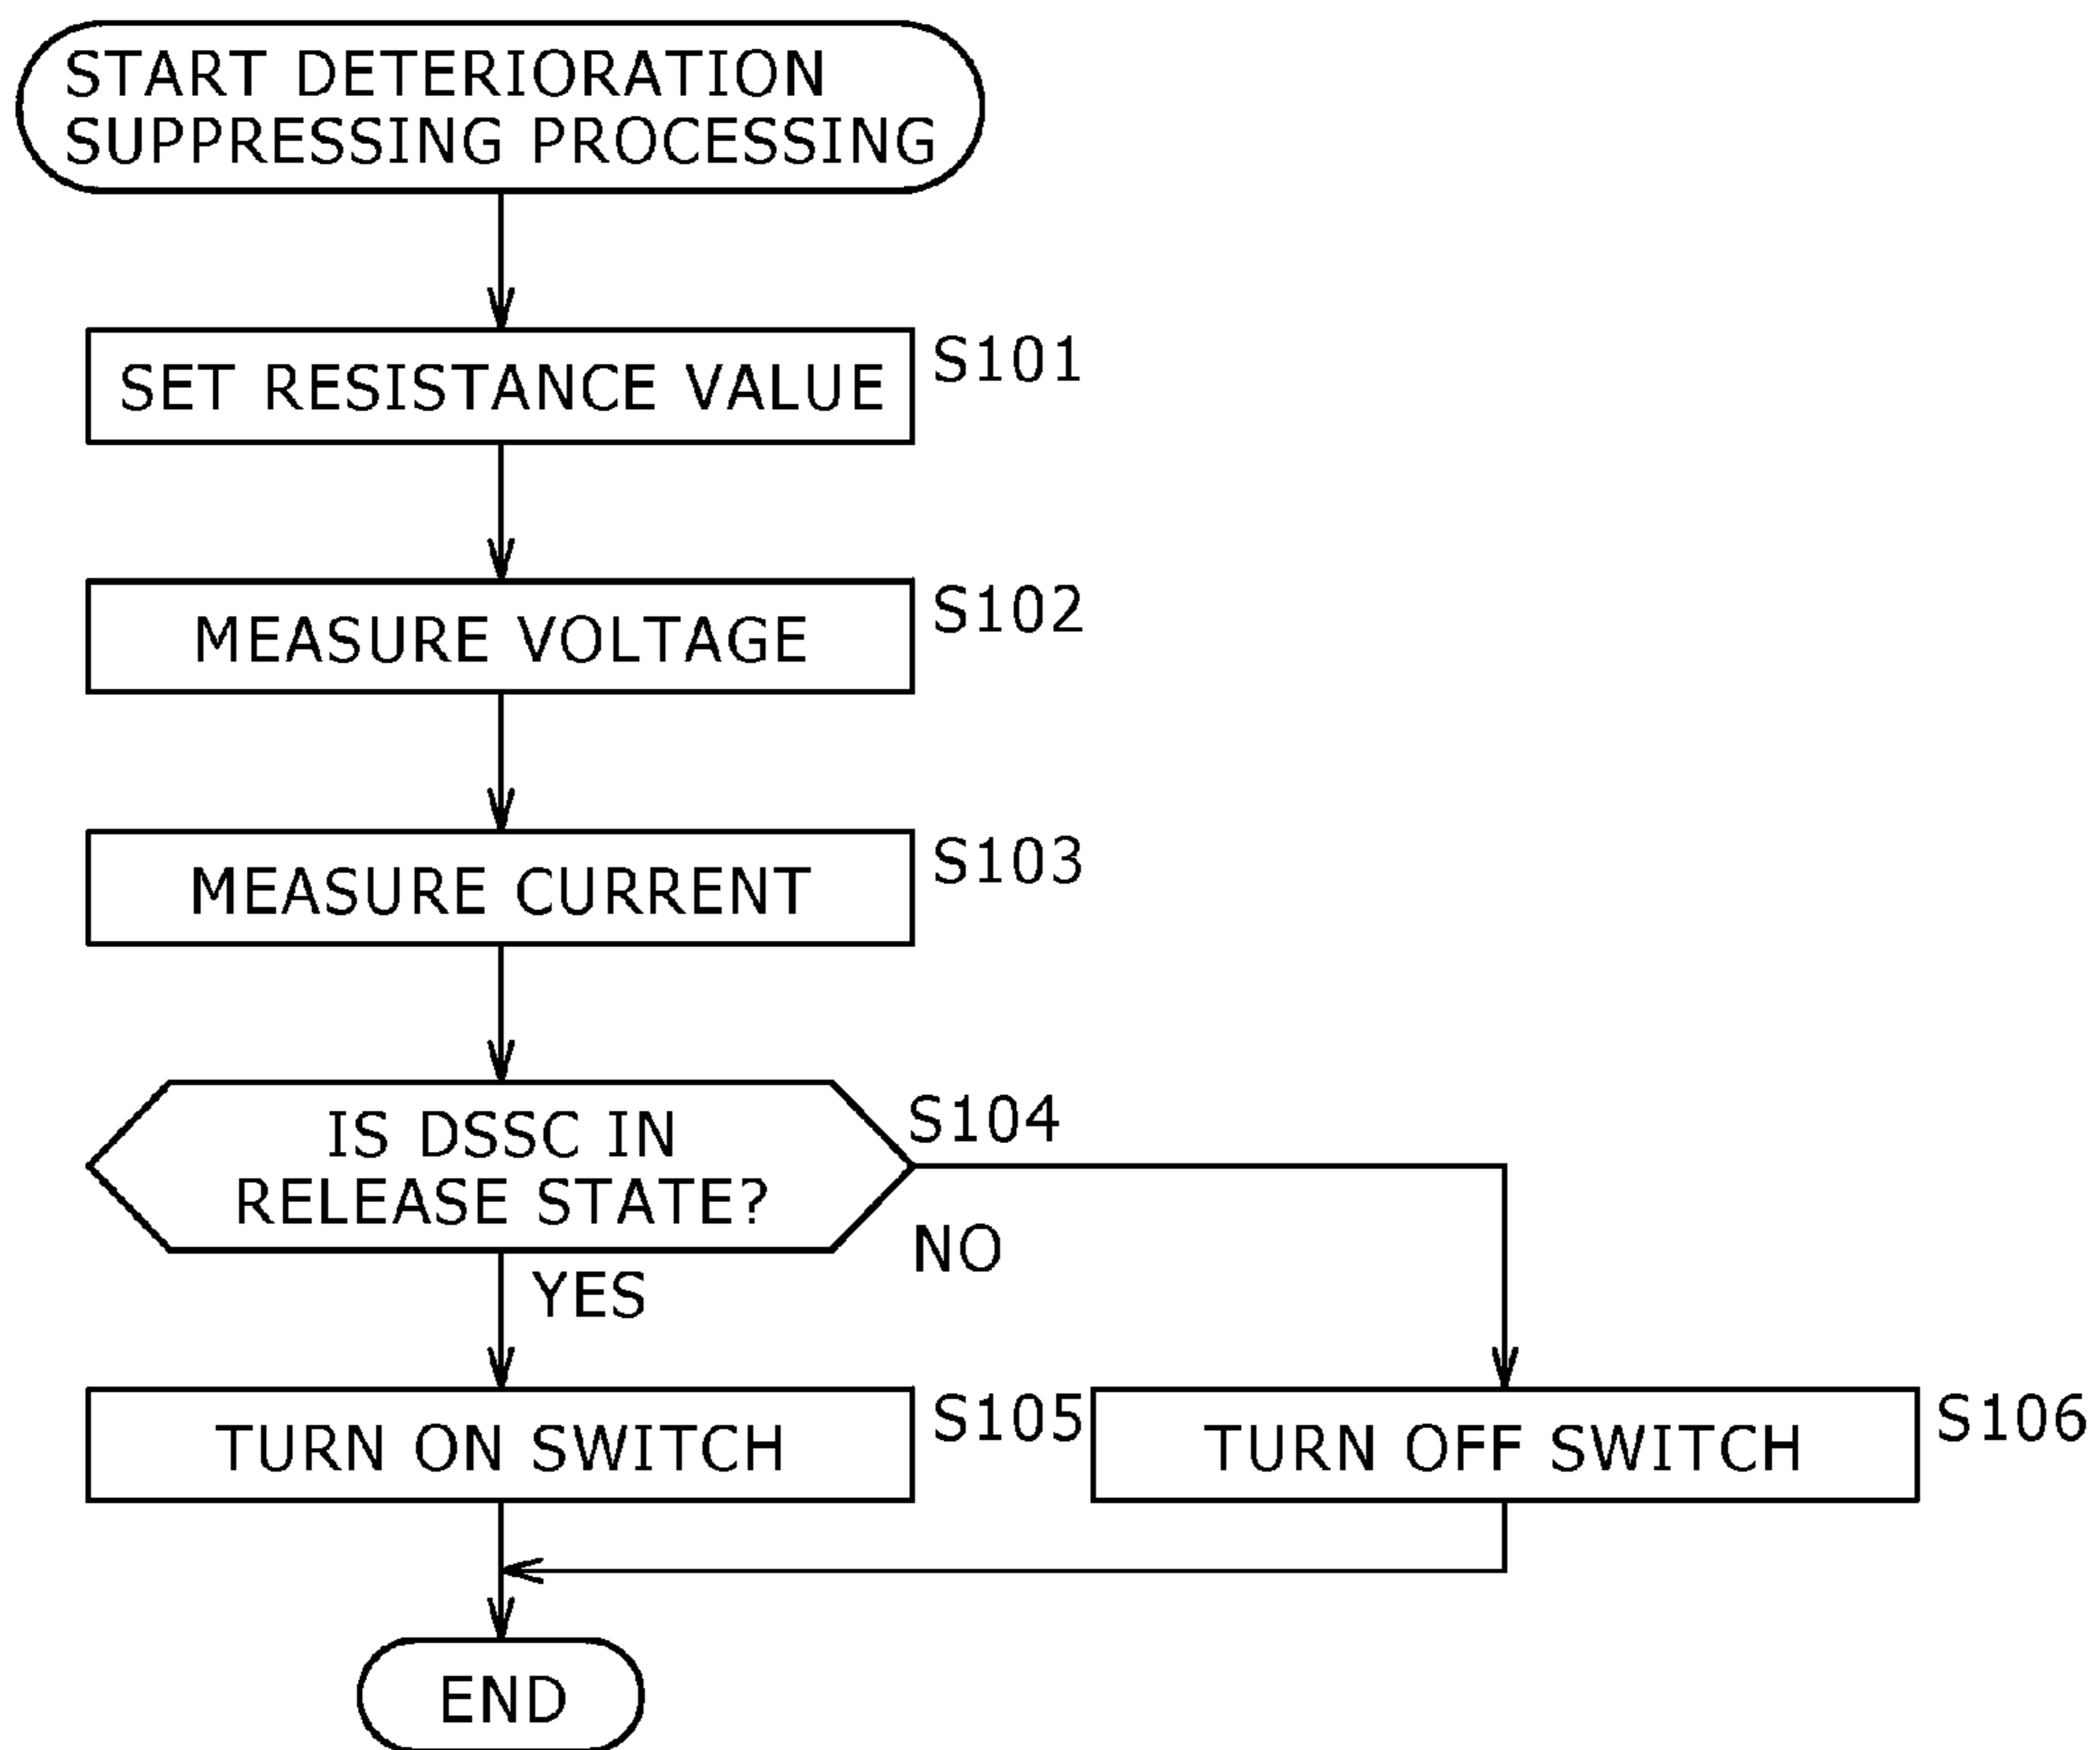 START DETERIORATION
SUPPRESSING PROCESSING
SET RESISTANCE VALUE
S101
MEASURE VOLTAGE
S102
MEASURE CURRENT
S103
IS DSSC IN
RELEASE STATE?
S104
NO
YES
TURN ON SWITCH
S105
TURN OFF SWITCH
S106
END